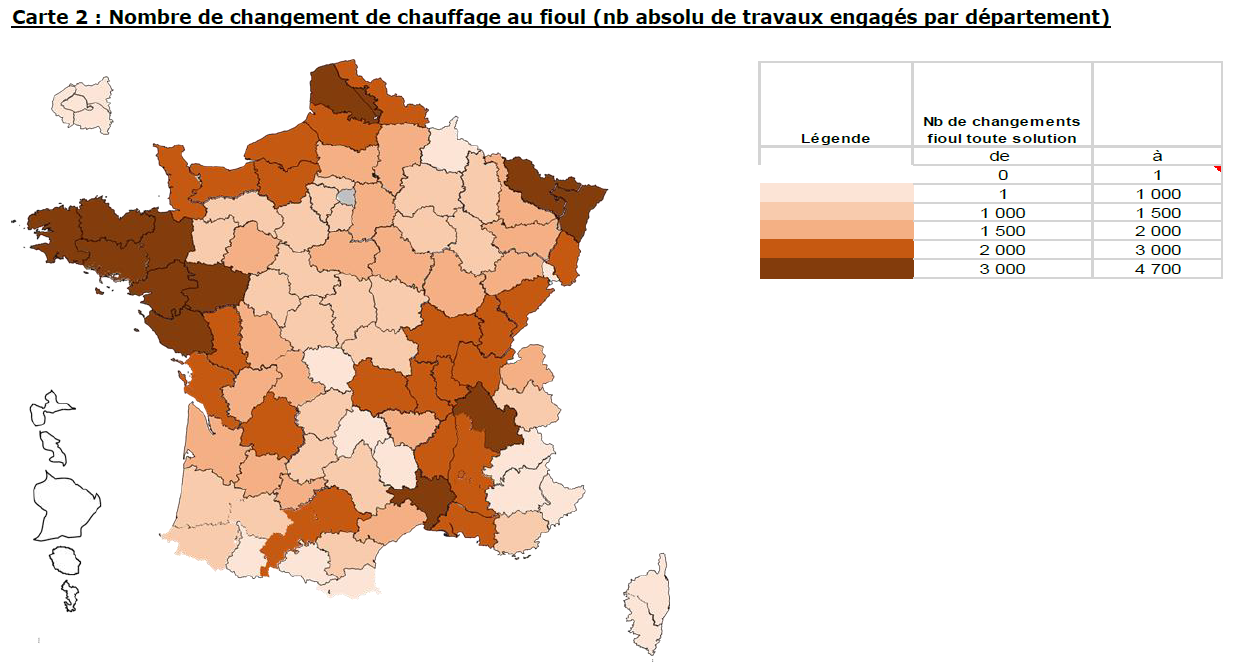 Carte 2 : Nombre de changement de chauffage au fioul (nb absolu de travaux engagés par département)
Légende
Nb de changements
fioul toute solution
de à
0 1
1 1 000
1 000 1 500
1 500 2 000
2 000 3 000
3 000 4 700